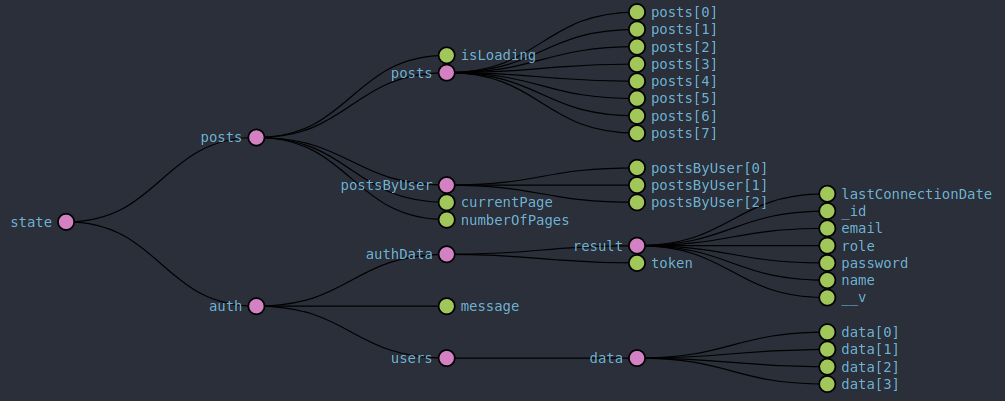 posts[0]
posts[1]
posts[2]
isLoading
posts[3]
posts
posts[4]
posts[5]
posts[6]
posts[7]
posts
postsByUser[0]
postsByUser
postsByUser[1]
lastConnectionDate
currentPage
postsByUser[2]
_id
state
numberOfPages
email
result
role
authData
token
password
name
auth
message
__v
data[0]
data[1]
users
data
data[2]
data[3]